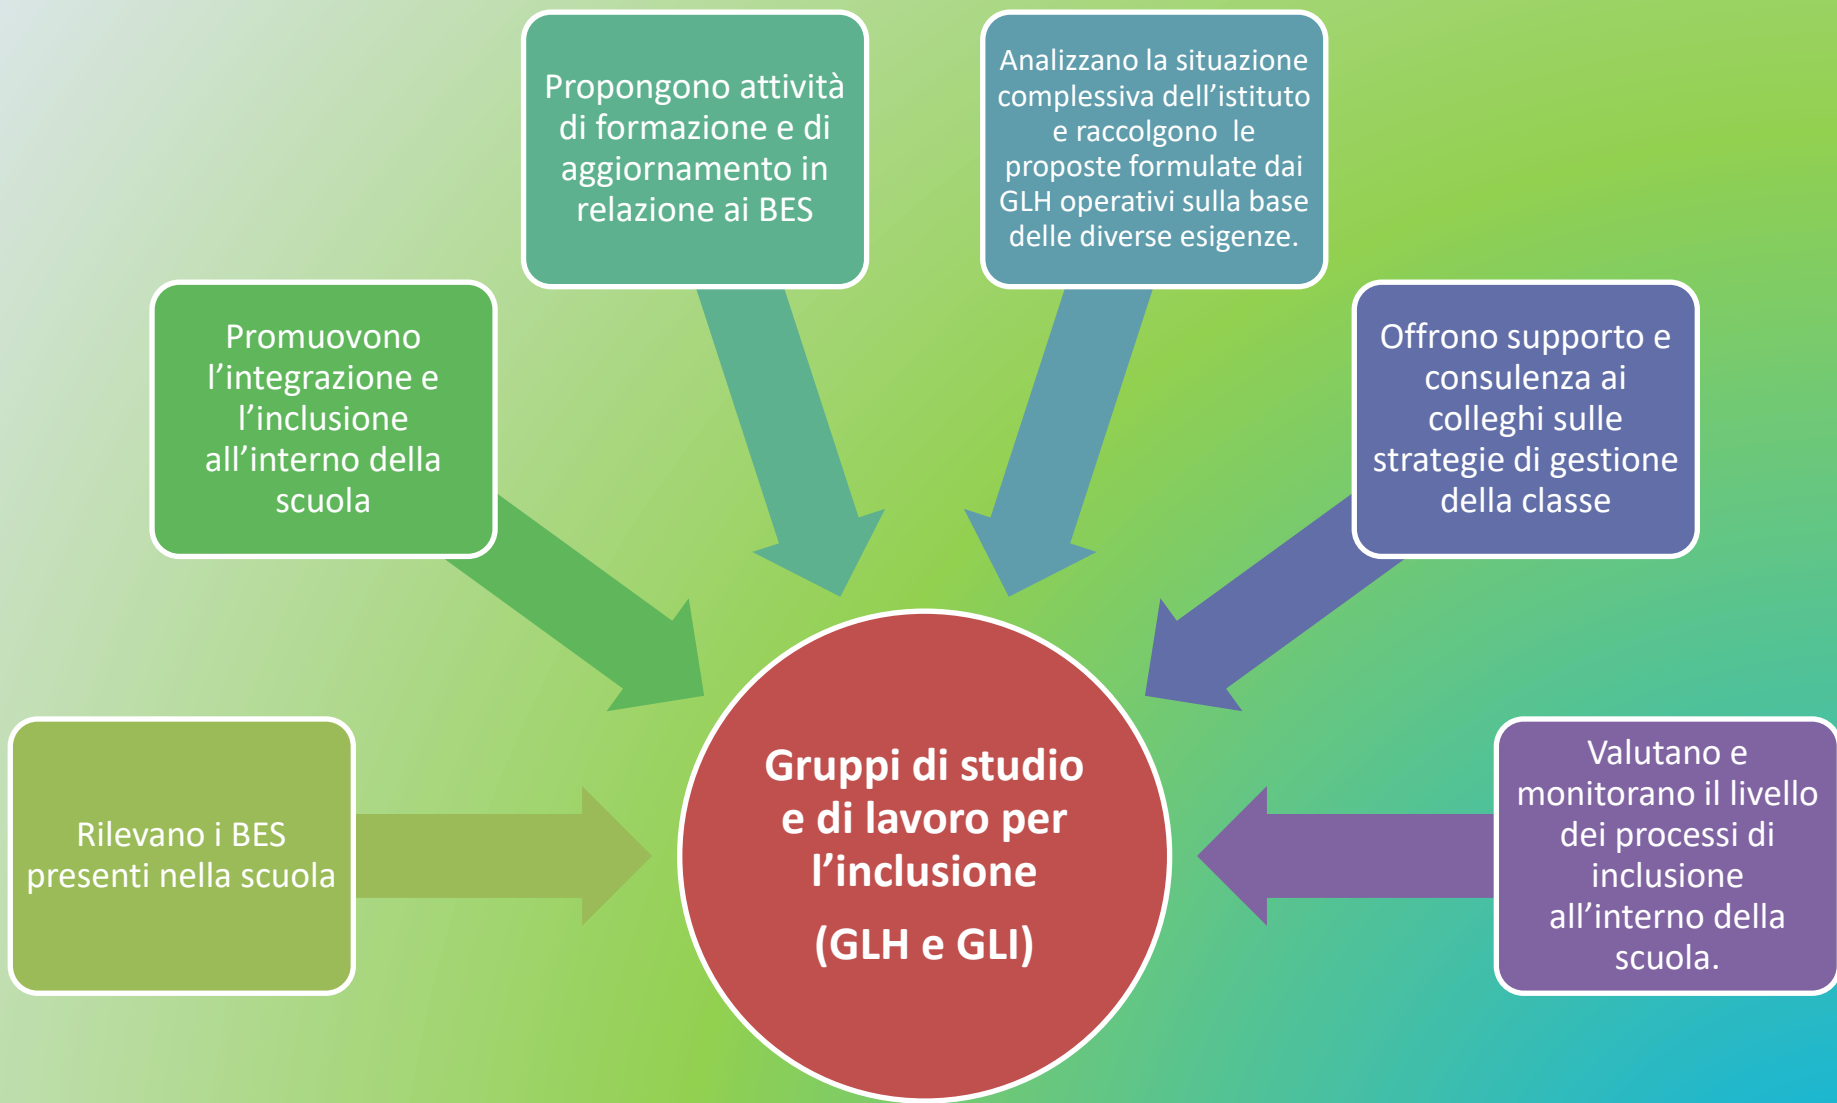 Rilevano i BES
presenti nella scuola
Promuovono
l’integrazione e
l’inclusione
all’interno della
scuola
Propongono attività
di formazione e di
aggiornamento in
relazione ai BES
Analizzano la situazione
complessiva dell’istituto
e raccolgono  le
proposte formulate dai
GLH operativi sulla base
delle diverse esigenze.
Offrono supporto e
consulenza ai
colleghi sulle
strategie di gestione
della classe
Valutano e
monitorano il livello
dei processi di
inclusione
all’interno della
scuola.
Gruppi di studio
e di lavoro per
l’inclusione
(GLH e GLI)